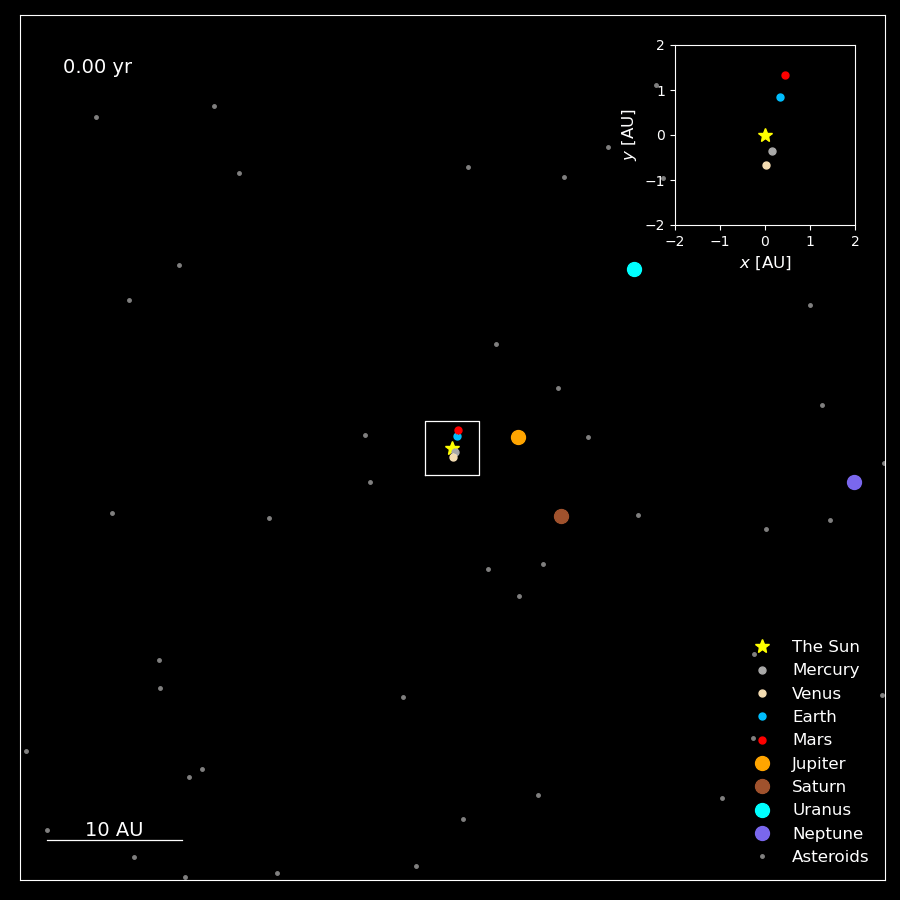 0.00 yr
2
1
0
−1
−2
y [AU]
−2 −1 0 1 2
x [AU]
The Sun
Mercury
Venus
Earth
Mars
Jupiter
Saturn
Uranus
Neptune
Asteroids
10 AU